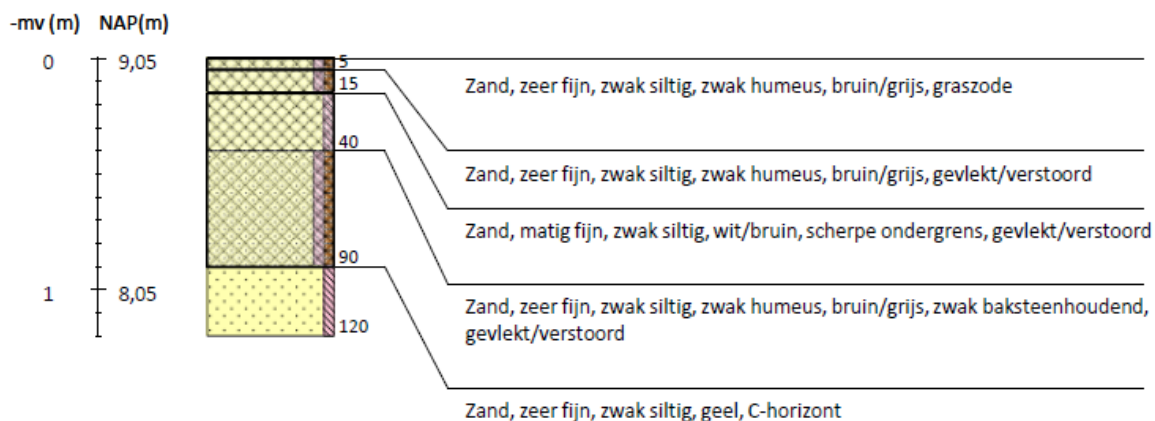 -mv (m) NAP(m)
0 9,05
5
Zand, zeer fijn, zwak siltig, zwak humeus, bruin/grijs, graszode
15
40
Zand, zeer fijn, zwak siltig, zwak humeus, bruin/grijs, gevlekt/verstoord
Zand, matig fijn, zwak siltig, wit/bruin, scherpe ondergrens, gevlekt/verstoord
90
1 8,05
Zand, zeer fijn, zwak siltig, zwak humeus, bruin/grijs, zwak baksteenhoudend,
gevlekt/verstoord
120
Zand, zeer fijn, zwak siltig, geel, C-horizont